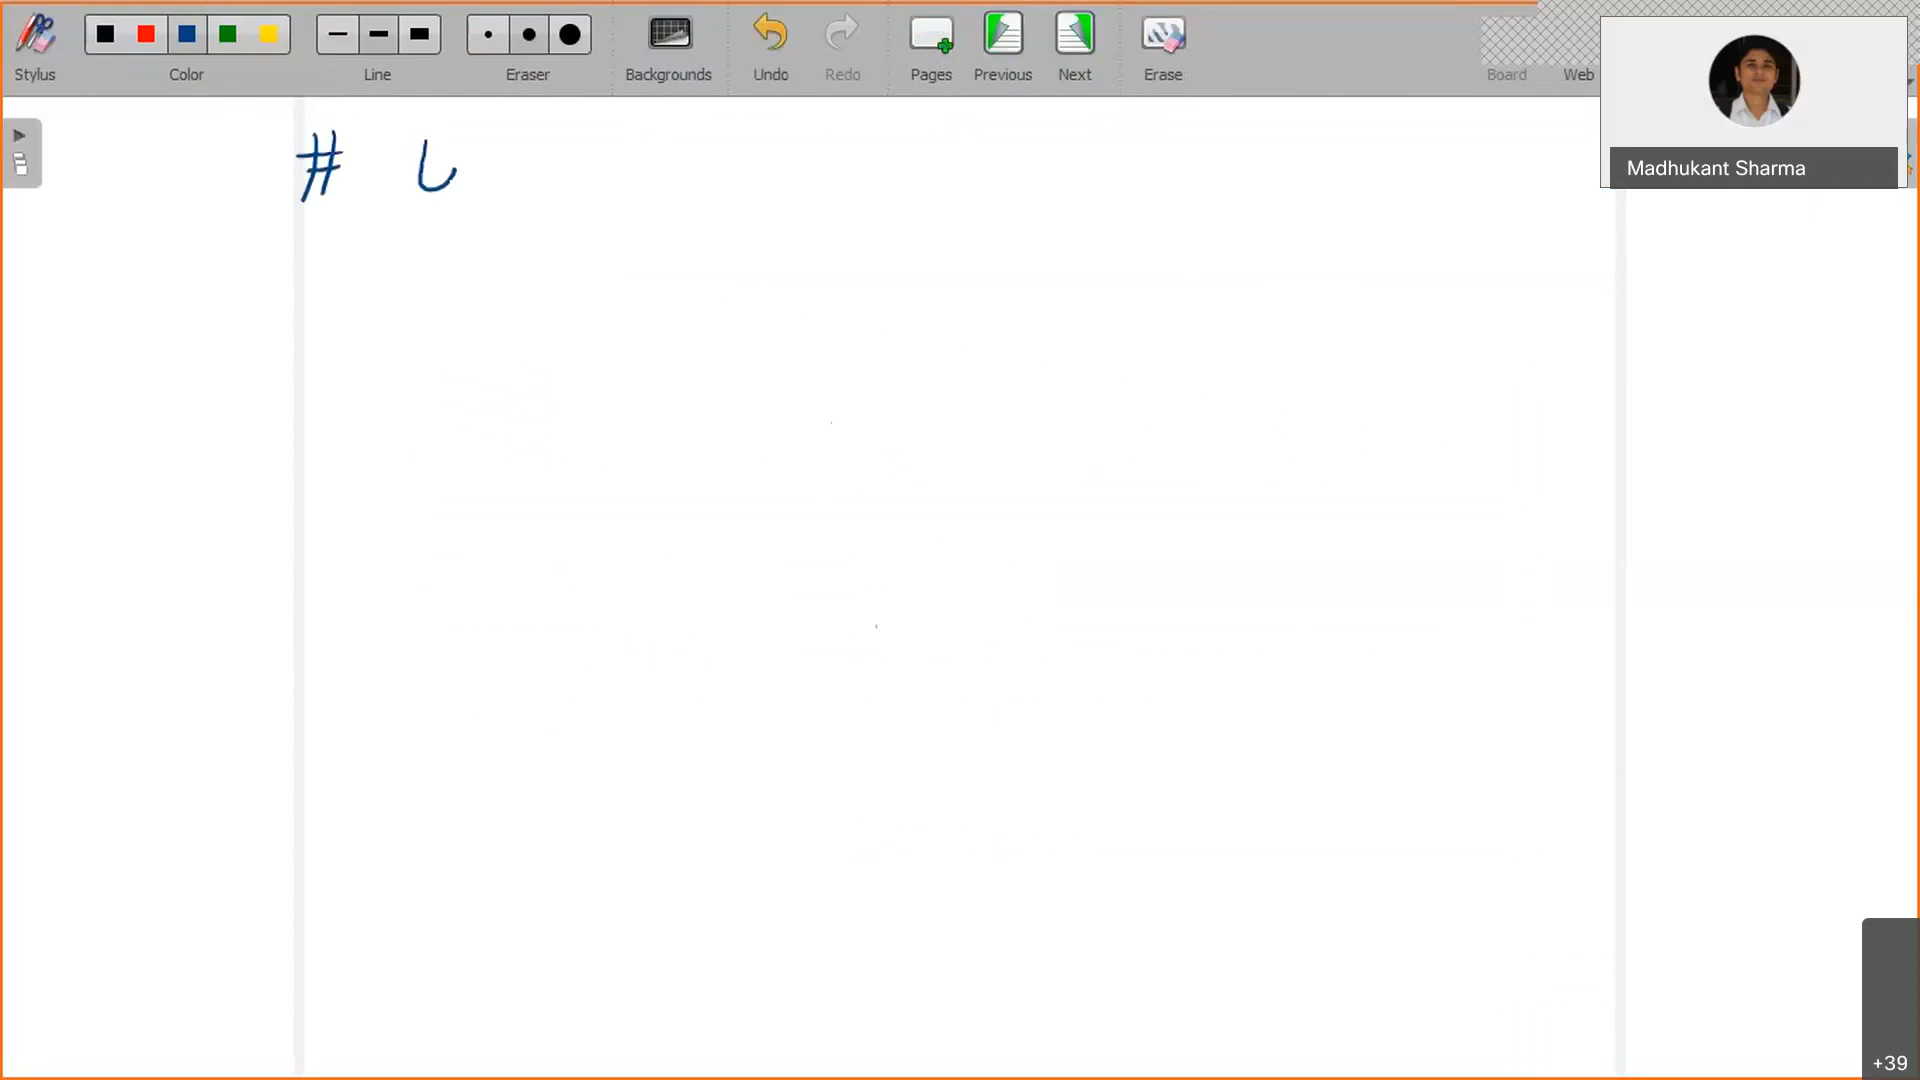 Stylus Color Line Eraser Backgrounds Undo Redo Pages Previous Next Erase Board Web
Madhukant Sharma
# L
+39